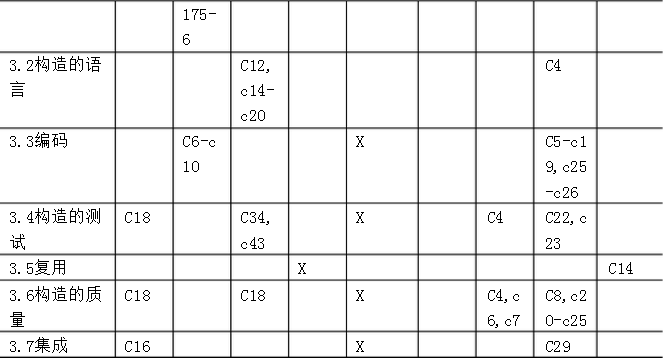 175-
6
3.2构造的语言 C12, c14-c20 C4
3.3编码 C6-c10 X C5-c19,c25-c26
3.4构造的测试 C18 C34, c43 X C4 C22,c23
3.5复用 X C14
3.6构造的质量 C18 C18 X C4,c6,c7 C8,c20-c25
3.7集成 C16 X C29